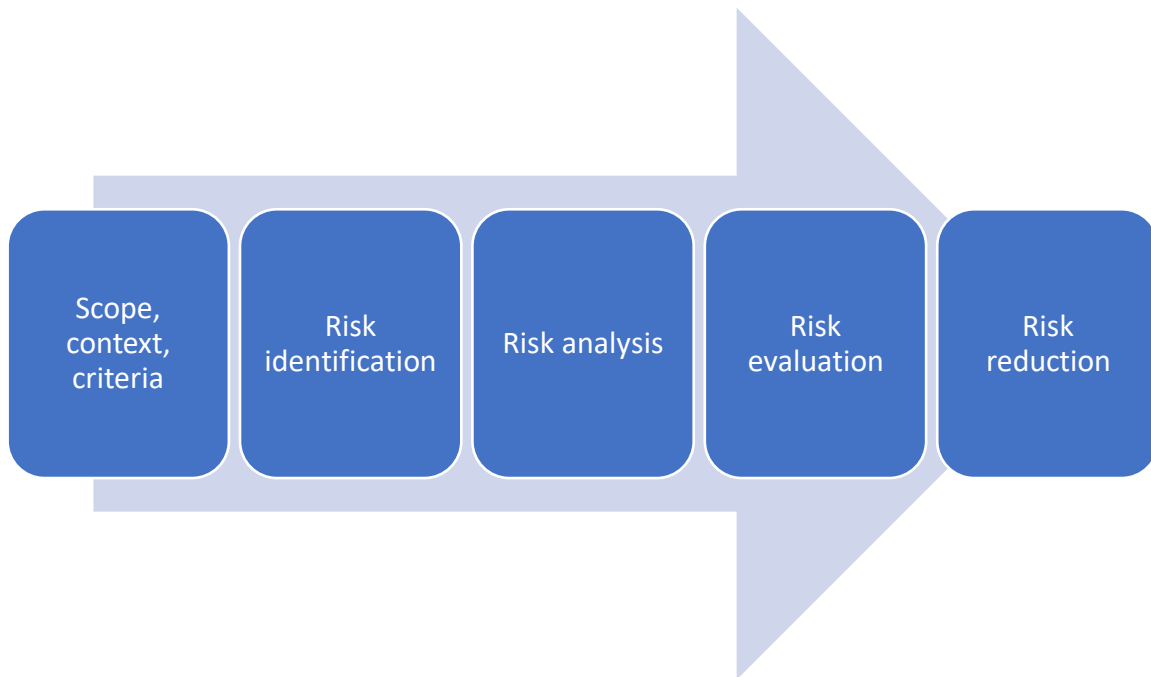 Scope,
context,
criteria
Risk
identification
Risk analysis
Risk
evaluation
Risk
reduction